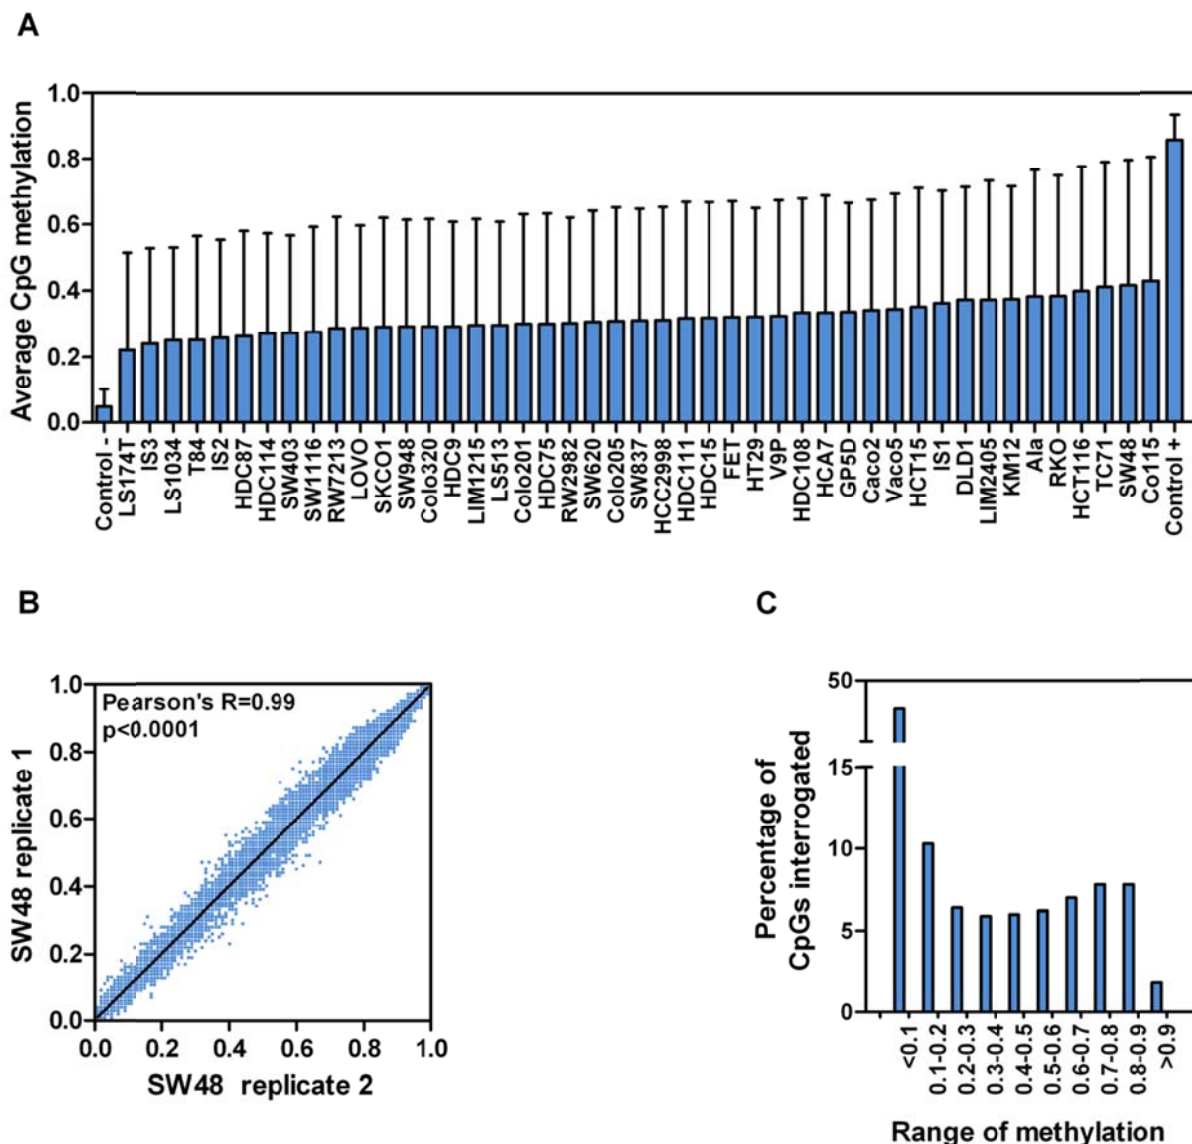 A
Average CpG methylation
1.0
0.8
0.6
0.4
0.2
0.0
Control -
LS174T
IS3
LS1034
T84
IS2
HDC87
HDC114
SW403
SW1116
RW7213
LOVO
SKCO1
SW948
Colo320
HDC9
LIM1215
LS513
Colo201
HDC75
RW2982
SW620
Colo205
SW837
HCC2998
HDC111
HDC15
FET
HT29
V9P
HDC108
HCA7
GP5D
Caco2
Vaco5
HCT15
IS1
DLD1
LIM2405
KM12
Ala
RKO
HCT116
TC71
SW48
Co115
Control +
B
SW48 replicate 1
1.0
0.8
0.6
0.4
0.2
0.0
Pearson's R=0.99
p<0.0001
0.0 0.2 0.4 0.6 0.8 1.0
SW48 replicate 2
C
Percentage of
CpGs interrogated
50
15
10
5
0
<0.1
0.1-0.2
0.2-0.3
0.3-0.4
0.4-0.5
0.5-0.6
0.6-0.7
0.7-0.8
0.8-0.9
>0.9
Range of methylation